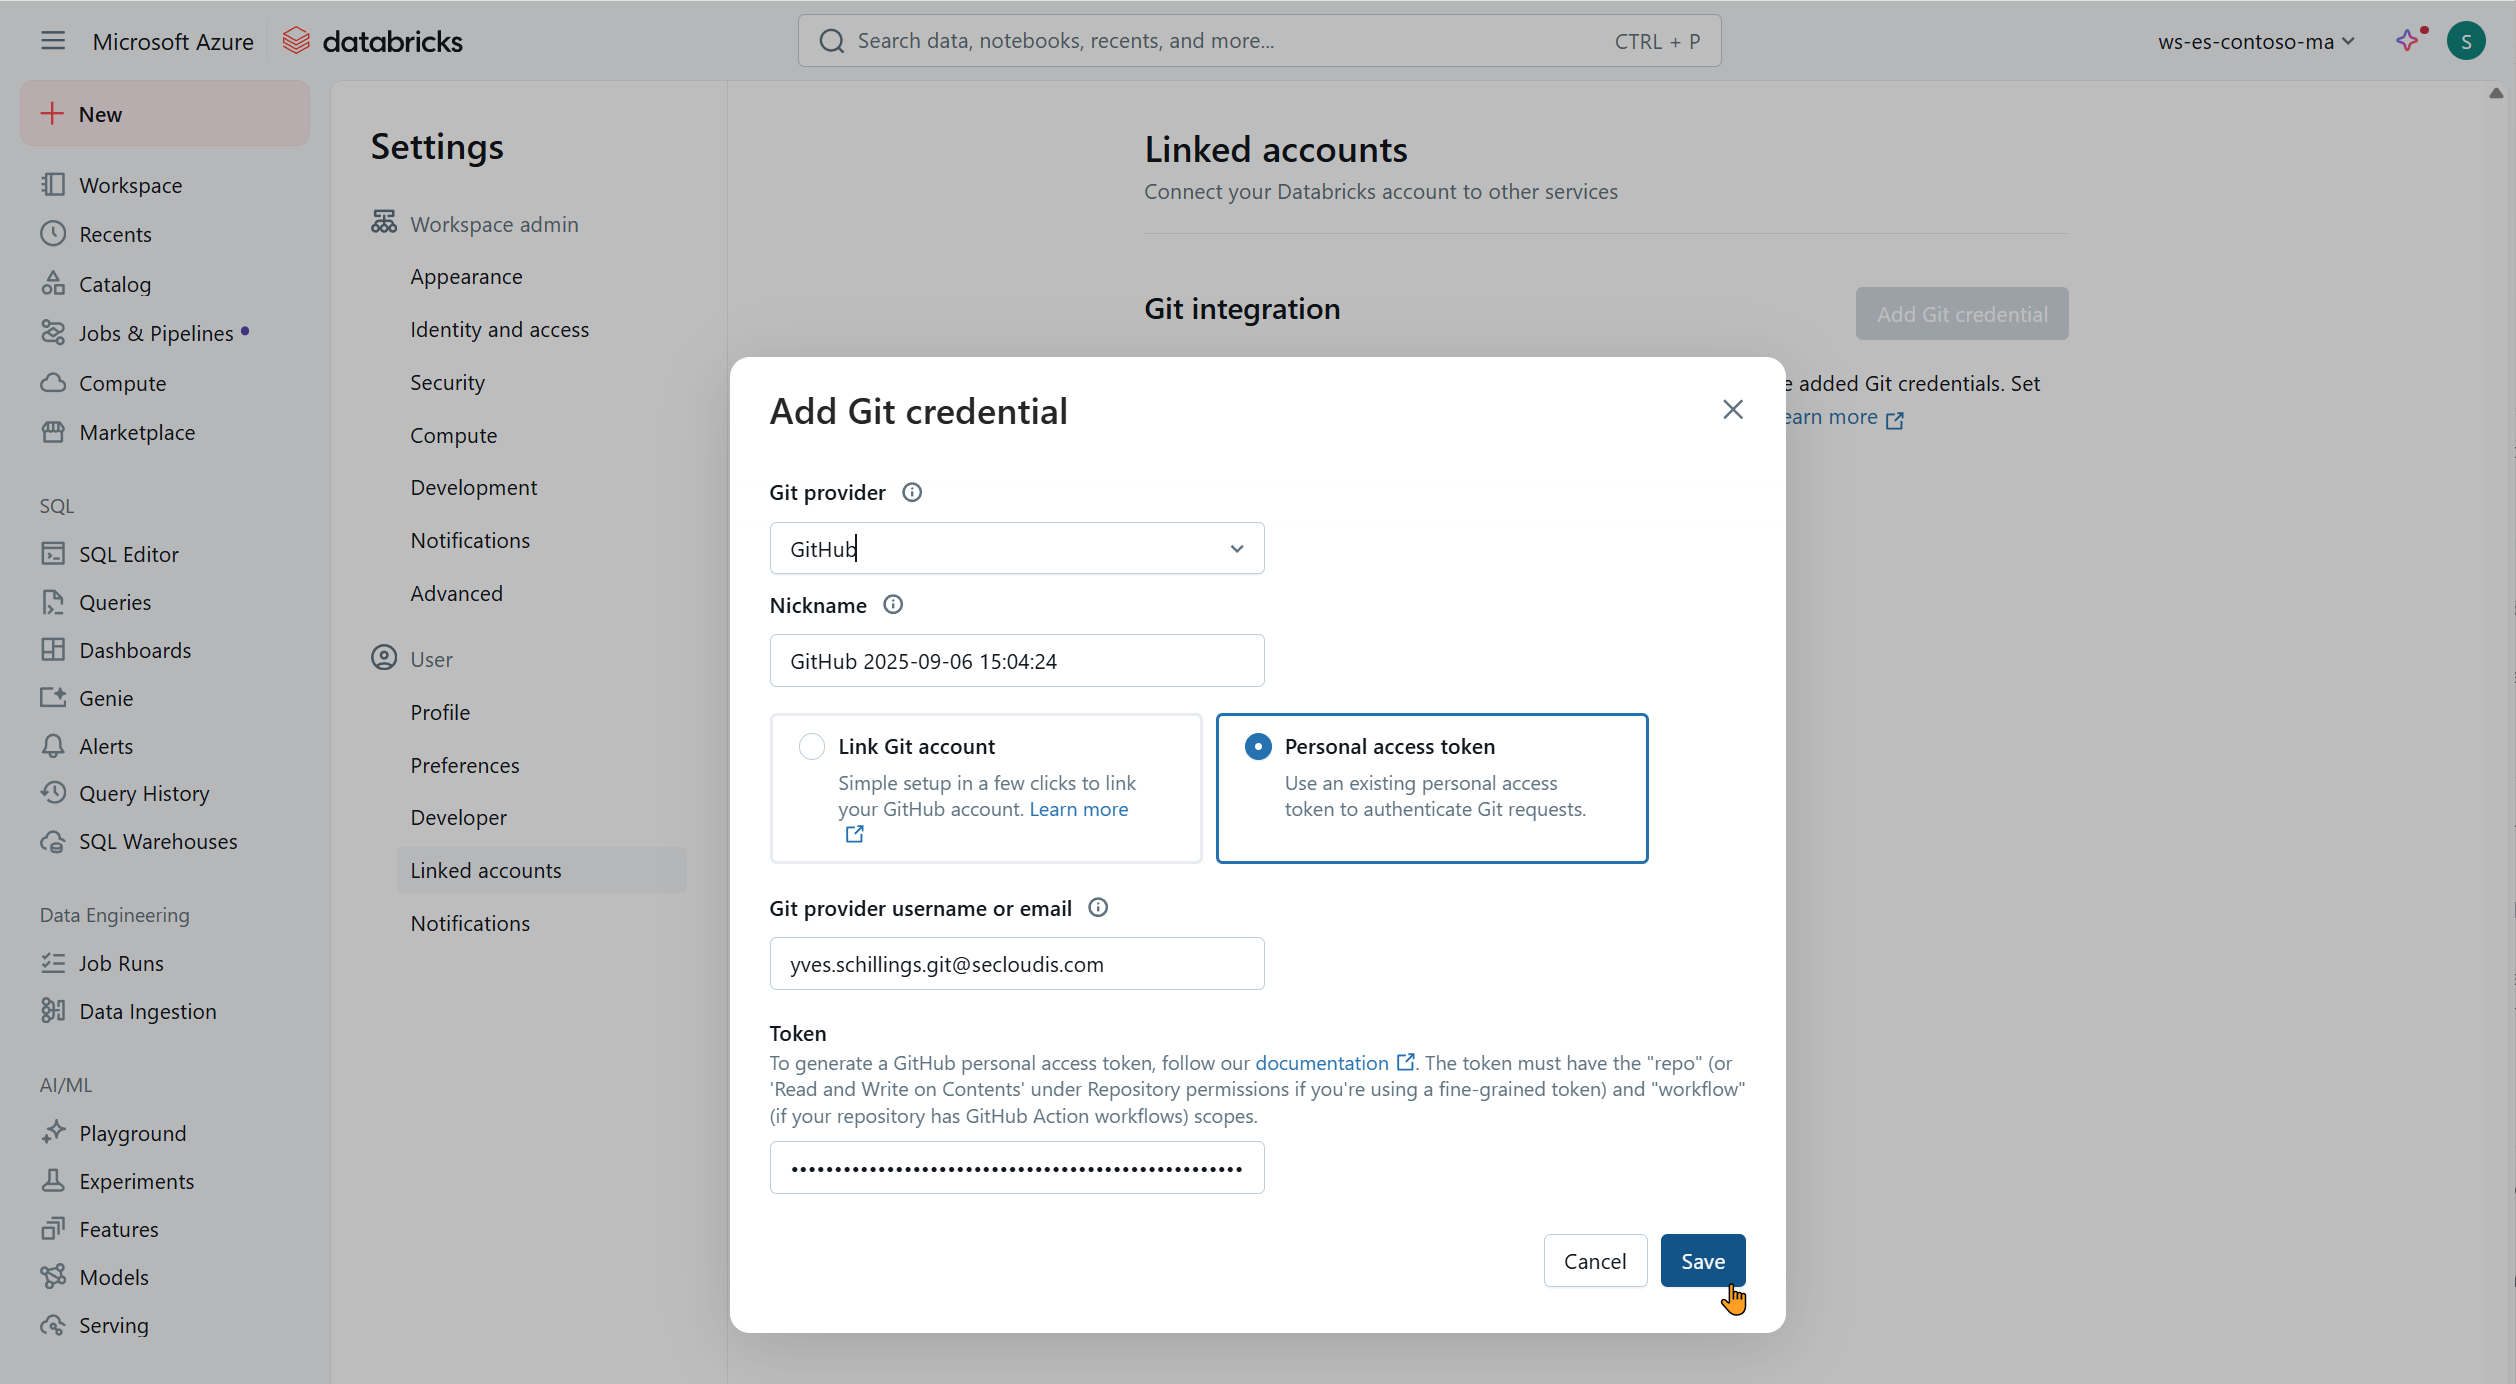 Microsoft Azure databricks
Search data, notebooks, recents, and more... CTRL + P
ws-es-contoso-ma
S
New
Workspace
Recents
Catalog
Jobs & Pipelines
Compute
Marketplace
SQL
SQL Editor
Queries
Dashboards
Genie
Alerts
Query History
SQL Warehouses
Data Engineering
Job Runs
Data Ingestion
AI/ML
Playground
Experiments
Features
Models
Serving
Settings
Workspace admin
Appearance
Identity and access
Security
Compute
Development
Notifications
Advanced
User
Profile
Preferences
Developer
Linked accounts
Notifications
Linked accounts
Connect your Databricks account to other services
Git integration
Add Git credential
added Git credentials. Set
earn more
Add Git credential
Git provider
GitHub
Nickname
GitHub 2025-09-06 15:04:24
Link Git account
Simple setup in a few clicks to link
your GitHub account. Learn more
Personal access token
Use an existing personal access
token to authenticate Git requests.
Git provider username or email
yves.schillings.git@secloudis.com
Token
To generate a GitHub personal access token, follow our documentation. The token must have the "repo" (or
'Read and Write on Contents' under Repository permissions if you're using a fine-grained token) and "workflow"
(if your repository has GitHub Action workflows) scopes.
Cancel
Save